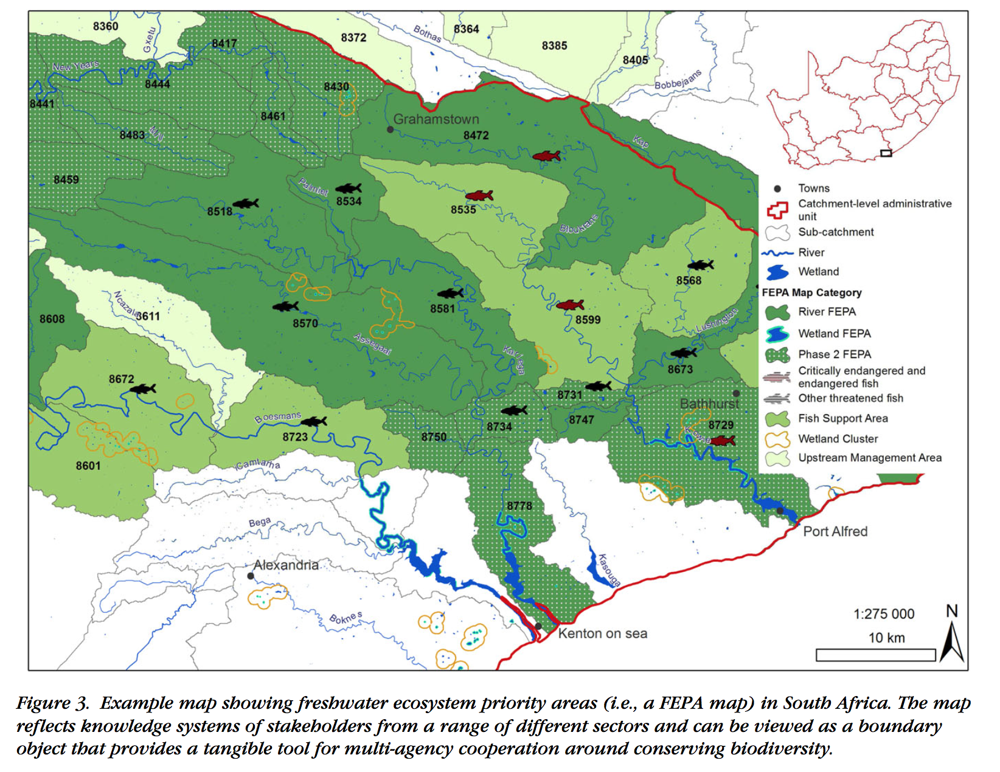 8360
Gxetu
8417
8372
Bothas
8364
8385
8405
Bobbejaans
New Years
8444
8441
8430
8461
8483
Grahamstown
8472
Kap
8459
Palmiet
8534
8518
8535
Bloukrans
8568
Ncazala
8608
8570
8581
8599
Lushington
Assegaai
Kariega
8673
8672
8731
Bathhurst
Boesmans
8723
8750
8734
8747
8729
Kowie
8601
iCamtarha
8778
Bega
Port Alfred
Alexandria
Kasouga
Boknes
Kenton on sea
Towns
Catchment-level administrative
unit
Sub-catchment
River
Wetland
FEPA Map Category
River FEPA
Wetland FEPA
Phase 2 FEPA
Critically endangered and
endangered fish
Other threatened fish
Fish Support Area
Wetland Cluster
Upstream Management Area
1:275 000
N
10 km
Figure 3. Example map showing freshwater ecosystem priority areas (i.e., a FEPA map) in South Africa. The map
reflects knowledge systems of stakeholders from a range of different sectors and can be viewed as a boundary
object that provides a tangible tool for multi-agency cooperation around conserving biodiversity.